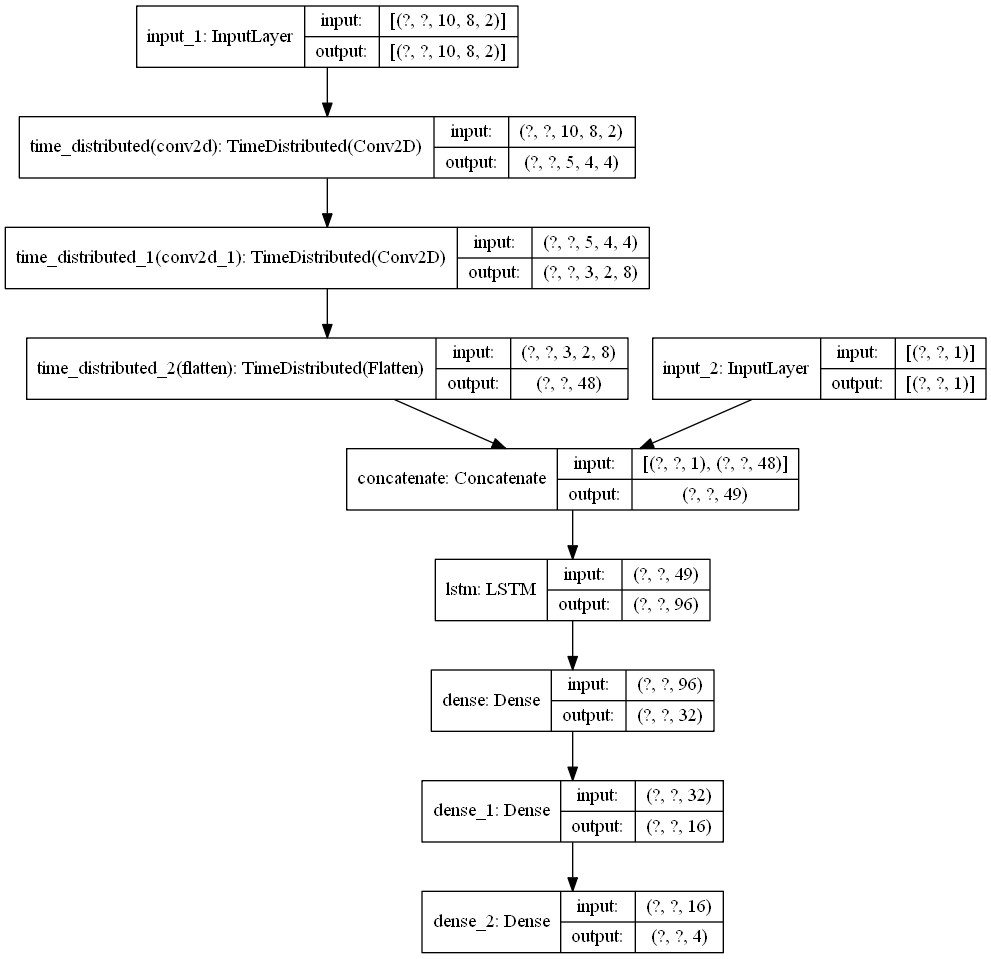 input_1: InputLayer
input: [(?, ?, 10, 8, 2)]
output: [(?, ?, 10, 8, 2)]
time_distributed(conv2d): TimeDistributed(Conv2D)
input: (?, ?, 10, 8, 2)
output: (?, ?, 5, 4, 4)
time_distributed_1(conv2d_1): TimeDistributed(Conv2D)
input: (?, ?, 5, 4, 4)
output: (?, ?, 3, 2, 8)
time_distributed_2(flatten): TimeDistributed(Flatten)
input: (?, ?, 3, 2, 8)
output: (?, ?, 48)
input_2: InputLayer
input: [(?, ?, 1)]
output: [(?, ?, 1)]
concatenate: Concatenate
input: [(?, ?, 1), (?, ?, 48)]
output: (?, ?, 49)
lstm: LSTM
input: (?, ?, 49)
output: (?, ?, 96)
dense: Dense
input: (?, ?, 96)
output: (?, ?, 32)
dense_1: Dense
input: (?, ?, 32)
output: (?, ?, 16)
dense_2: Dense
input: (?, ?, 16)
output: (?, ?, 4)